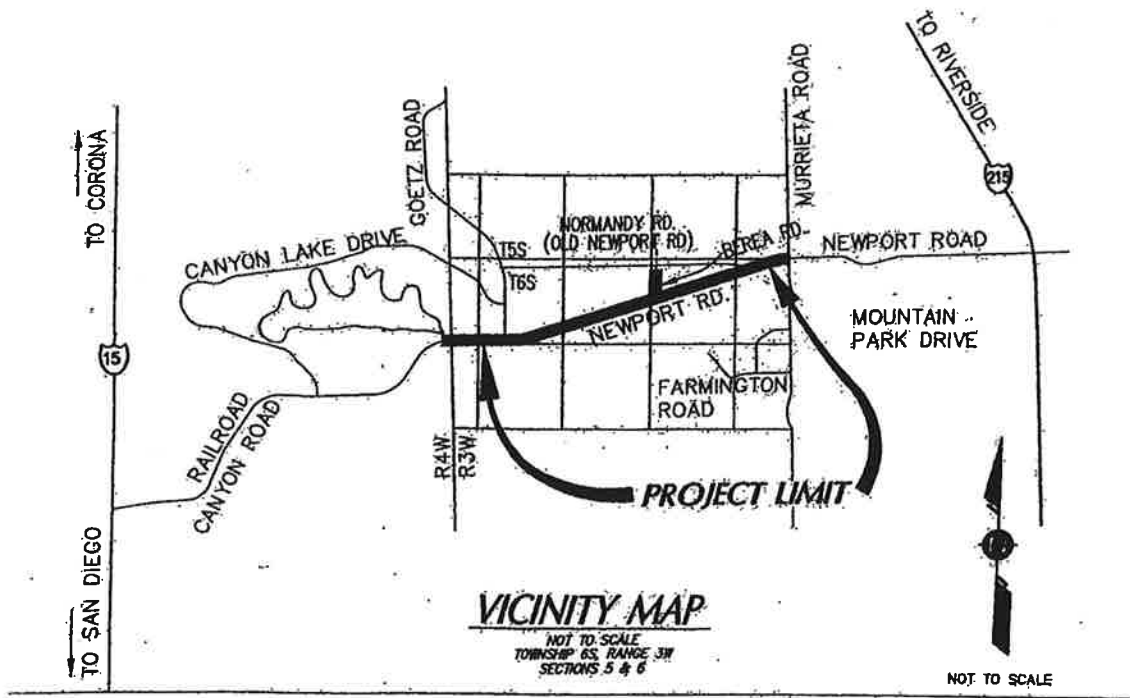 TO RIVERSIDE
215
MURRIETA ROAD
TO CORONA
GOETZ ROAD
NORMANDY RD.
(OLD NEWPORT RD)
BEREA RD.
NEWPORT ROAD
CANYON LAKE DRIVE
T5S
T6S
NEWPORT RD.
MOUNTAIN
PARK DRIVE
15
FARMINGTON
ROAD
RAILROAD
CANYON ROAD
R4W
R3W
PROJECT LIMIT
TO SAN DIEGO
VICINITY MAP
NOT TO SCALE
TOWNSHIP 6S, RANGE 3W
SECTIONS 5 & 6
NOT TO SCALE